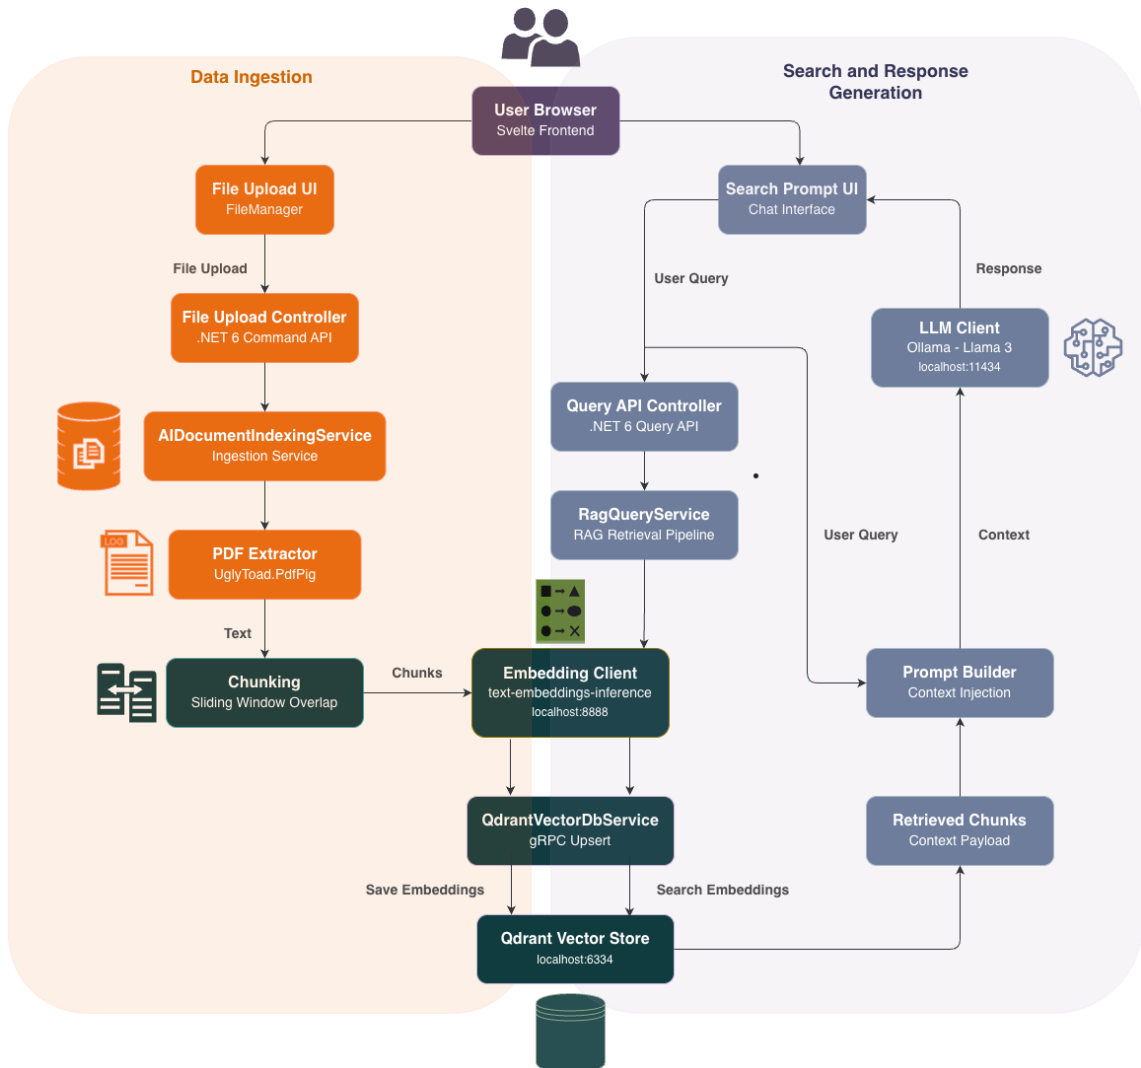 Data Ingestion
Search and Response
Generation
User Browser
Svelte Frontend
File Upload UI
FileManager
Search Prompt UI
Chat Interface
File Upload
User Query
Response
File Upload Controller
.NET 6 Command API
LLM Client
Ollama - Llama 3
localhost:11434
Query API Controller
.NET 6 Query API
AIDocumentIndexingService
Ingestion Service
RagQueryService
RAG Retrieval Pipeline
User Query
Context
LOG
PDF Extractor
UglyToad.PdfPig
Text
Chunking
Sliding Window Overlap
Chunks
Embedding Client
text-embeddings-inference
localhost:8888
Prompt Builder
Context Injection
QdrantVectorDbService
gRPC Upsert
Retrieved Chunks
Context Payload
Save Embeddings
Search Embeddings
Qdrant Vector Store
localhost:6334